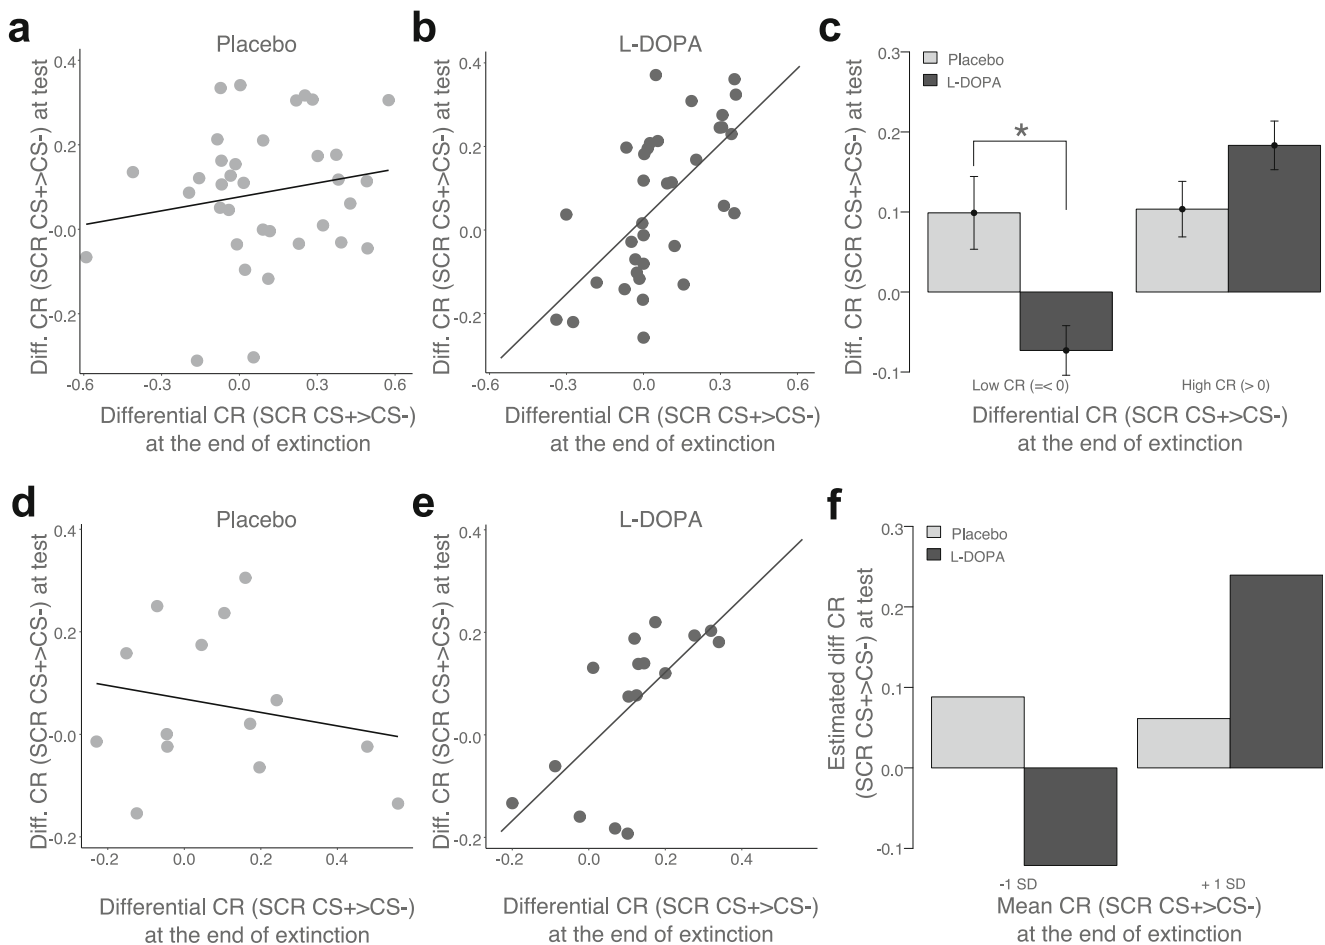 a
Placebo
Diff. CR (SCR CS+>CS-) at test
0.4
0.2
-0.0
-0.2
-0.6
-0.3
0.0
0.3
0.6
Differential CR (SCR CS+>CS-)
at the end of extinction
b
L-DOPA
Diff. CR (SCR CS+>CS-) at test
0.4
0.2
0.0
-0.2
-0.6
-0.3
0.0
0.3
0.6
Differential CR (SCR CS+>CS-)
at the end of extinction
c
Placebo
L-DOPA
*
Diff. CR (SCR CS+>CS-) at test
0.3
0.2
0.1
0.0
-0.1
Low CR (=< 0)
High CR (> 0)
Differential CR (SCR CS+>CS-)
at the end of extinction
d
Placebo
Diff. CR (SCR CS+>CS-) at test
0.4
0.2
-0.0
-0.2
-0.2
0.0
0.2
0.4
Differential CR (SCR CS+>CS-)
at the end of extinction
e
L-DOPA
Diff. CR (SCR CS+>CS-) at test
0.4
0.2
-0.0
-0.2
-0.2
0.0
0.2
0.4
Differential CR (SCR CS+>CS-)
at the end of extinction
f
Placebo
L-DOPA
Estimated diff CR
(SCR CS+>CS-) at test
0.3
0.2
0.1
0.0
-0.1
-1 SD
+ 1 SD
Mean CR (SCR CS+>CS-)
at the end of extinction